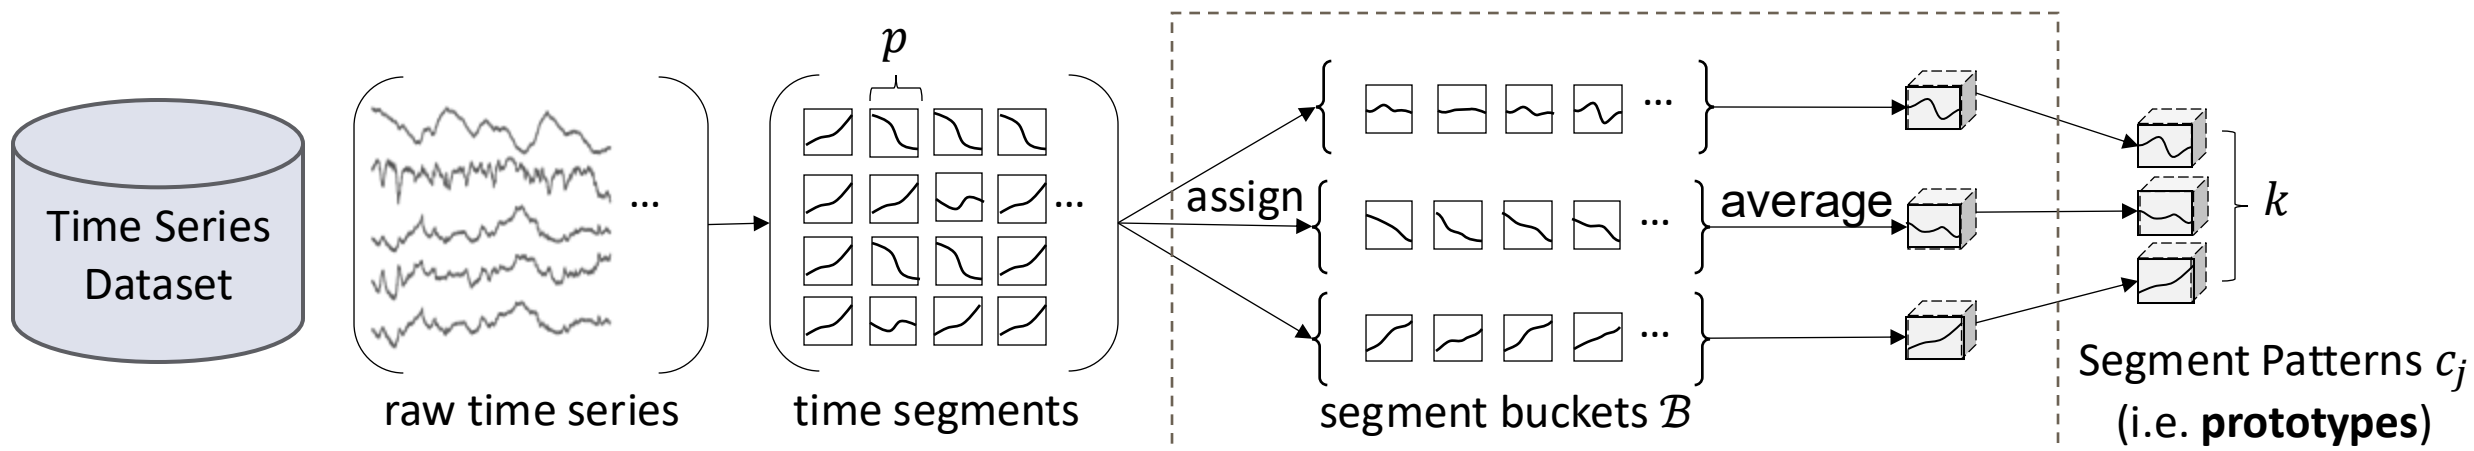 Time Series
Dataset
...
raw time series
p
...
time segments
assign
...
...
...
segment buckets ℬ
average
k
Segment Patterns c_j
(i.e. prototypes)